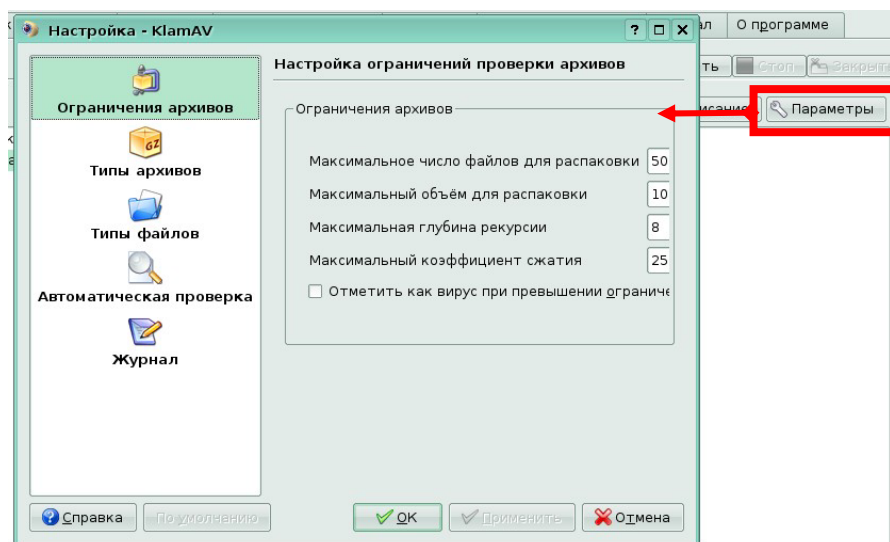 Настройка - KlamAV
О программе
Стоп
Закрыть
Параметры
Ограничения архивов
Типы архивов
Типы файлов
Автоматическая проверка
Журнал
Настройка ограничений проверки архивов
Ограничения архивов
Максимальное число файлов для распаковки 50
Максимальный объём для распаковки 10
Максимальная глубина рекурсии 8
Максимальный коэффициент сжатия 25
Отметить как вирус при превышении ограниче
Справка
По умолчанию
OK
Применить
Отмена